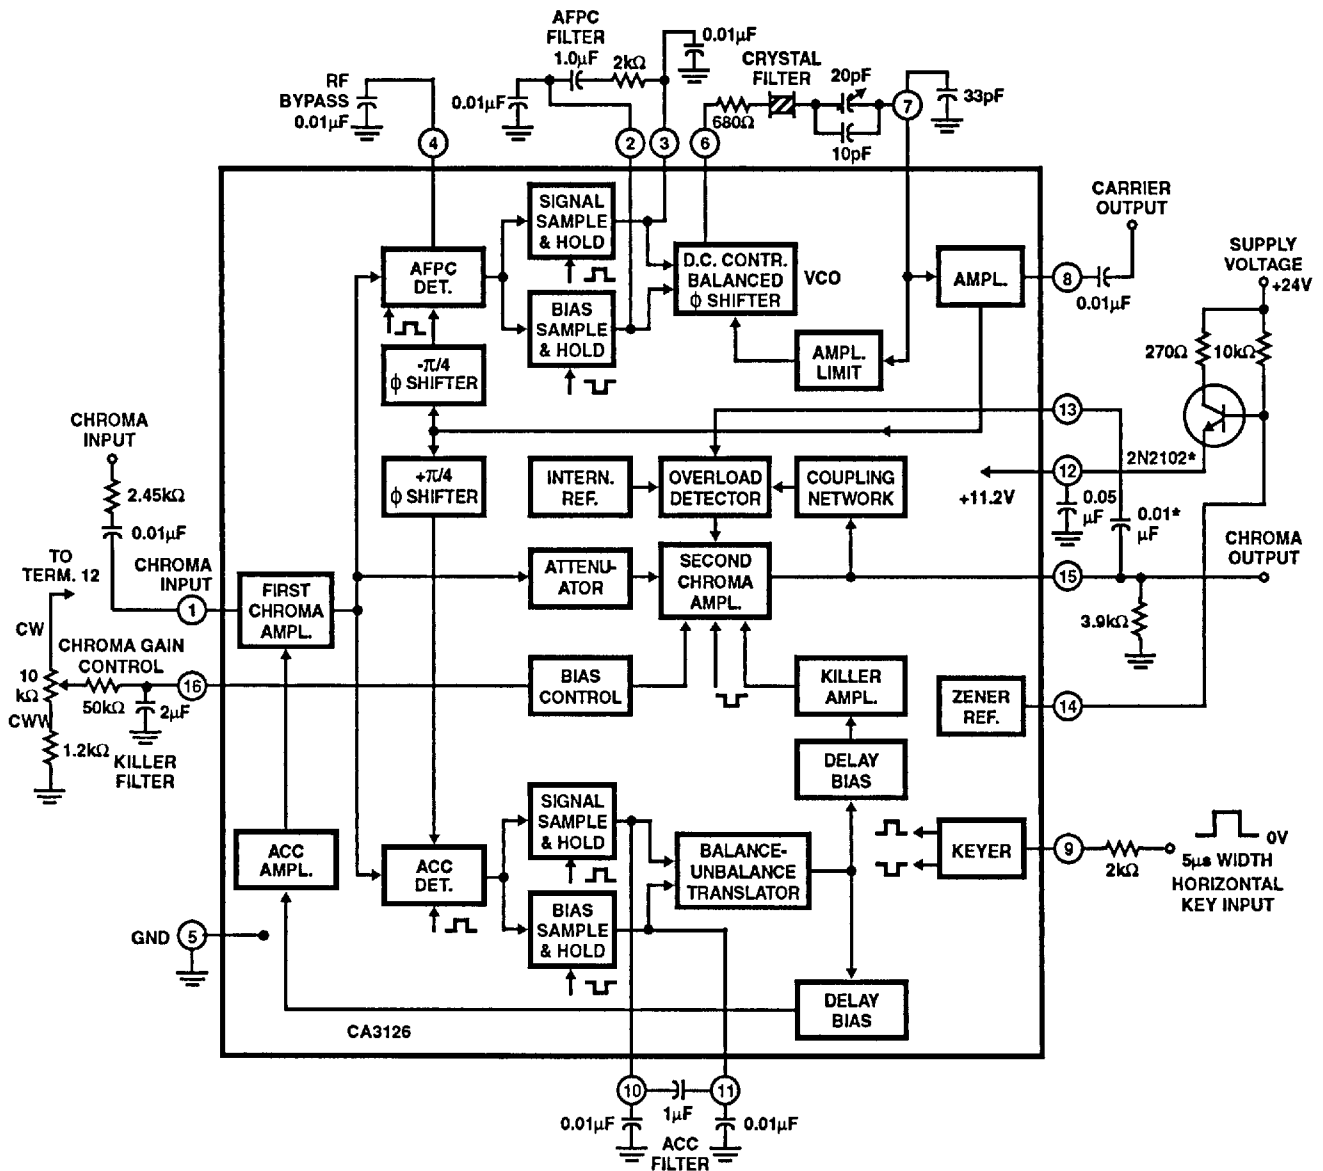 AFPC
FILTER
1.0µF
2kΩ
0.01µF
0.01µF
CRYSTAL
FILTER
680Ω
20pF
10pF
33pF
RF
BYPASS
0.01µF
4
2
3
6
7
CARRIER
OUTPUT
SUPPLY
VOLTAGE
+24V
SIGNAL
SAMPLE
& HOLD
AFPC
DET.
BIAS
SAMPLE
& HOLD
D.C. CONTR.
BALANCED
ϕ SHIFTER
VCO
AMPL.
8
0.01µF
270Ω
10kΩ
AMPL.
LIMIT
-π/4
ϕ SHIFTER
13
CHROMA
INPUT
2.45kΩ
0.01µF
+π/4
ϕ SHIFTER
INTERN.
REF.
OVERLOAD
DETECTOR
COUPLING
NETWORK
12
2N2102*
+11.2V
0.05
µF
0.01*
µF
CHROMA
OUTPUT
TO
TERM. 12
CHROMA
INPUT
1
FIRST
CHROMA
AMPL.
ATTENU-
ATOR
SECOND
CHROMA
AMPL.
15
3.9kΩ
CW
CHROMA GAIN
CONTROL
10
kΩ
50kΩ
16
2µF
CWW
1.2kΩ
KILLER
FILTER
BIAS
CONTROL
KILLER
AMPL.
ZENER
REF.
14
DELAY
BIAS
SIGNAL
SAMPLE
& HOLD
ACC
AMPL.
ACC
DET.
BALANCE-
UNBALANCE
TRANSLATOR
KEYER
9
2kΩ
0V
5µs WIDTH
HORIZONTAL
KEY INPUT
BIAS
SAMPLE
& HOLD
GND
5
DELAY
BIAS
CA3126
10
11
1µF
0.01µF
0.01µF
ACC
FILTER